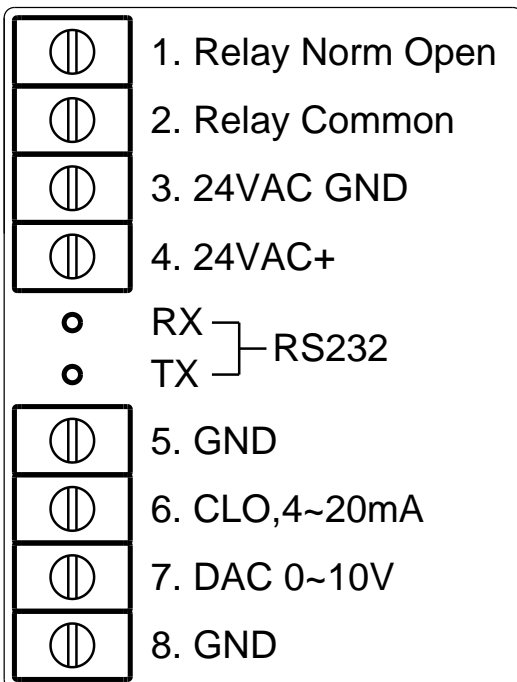 1. Relay Norm Open
2. Relay Common
3. 24VAC GND
4. 24VAC+
RX
RS232
TX
5. GND
6. CLO,4~20mA
7. DAC 0~10V
8. GND